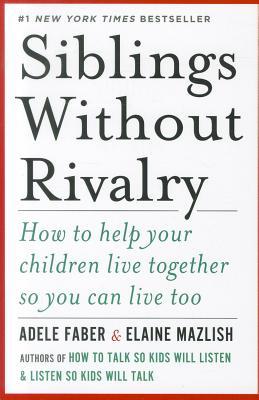 #1 NEW YORK TIMES BESTSELLER
Siblings
Without
Rivalry
How to help your
children live together
so you can live too
ADELE FABER & ELAINE MAZLISH
AUTHORS OF HOW TO TALK SO KIDS WILL LISTEN
& LISTEN SO KIDS WILL TALK